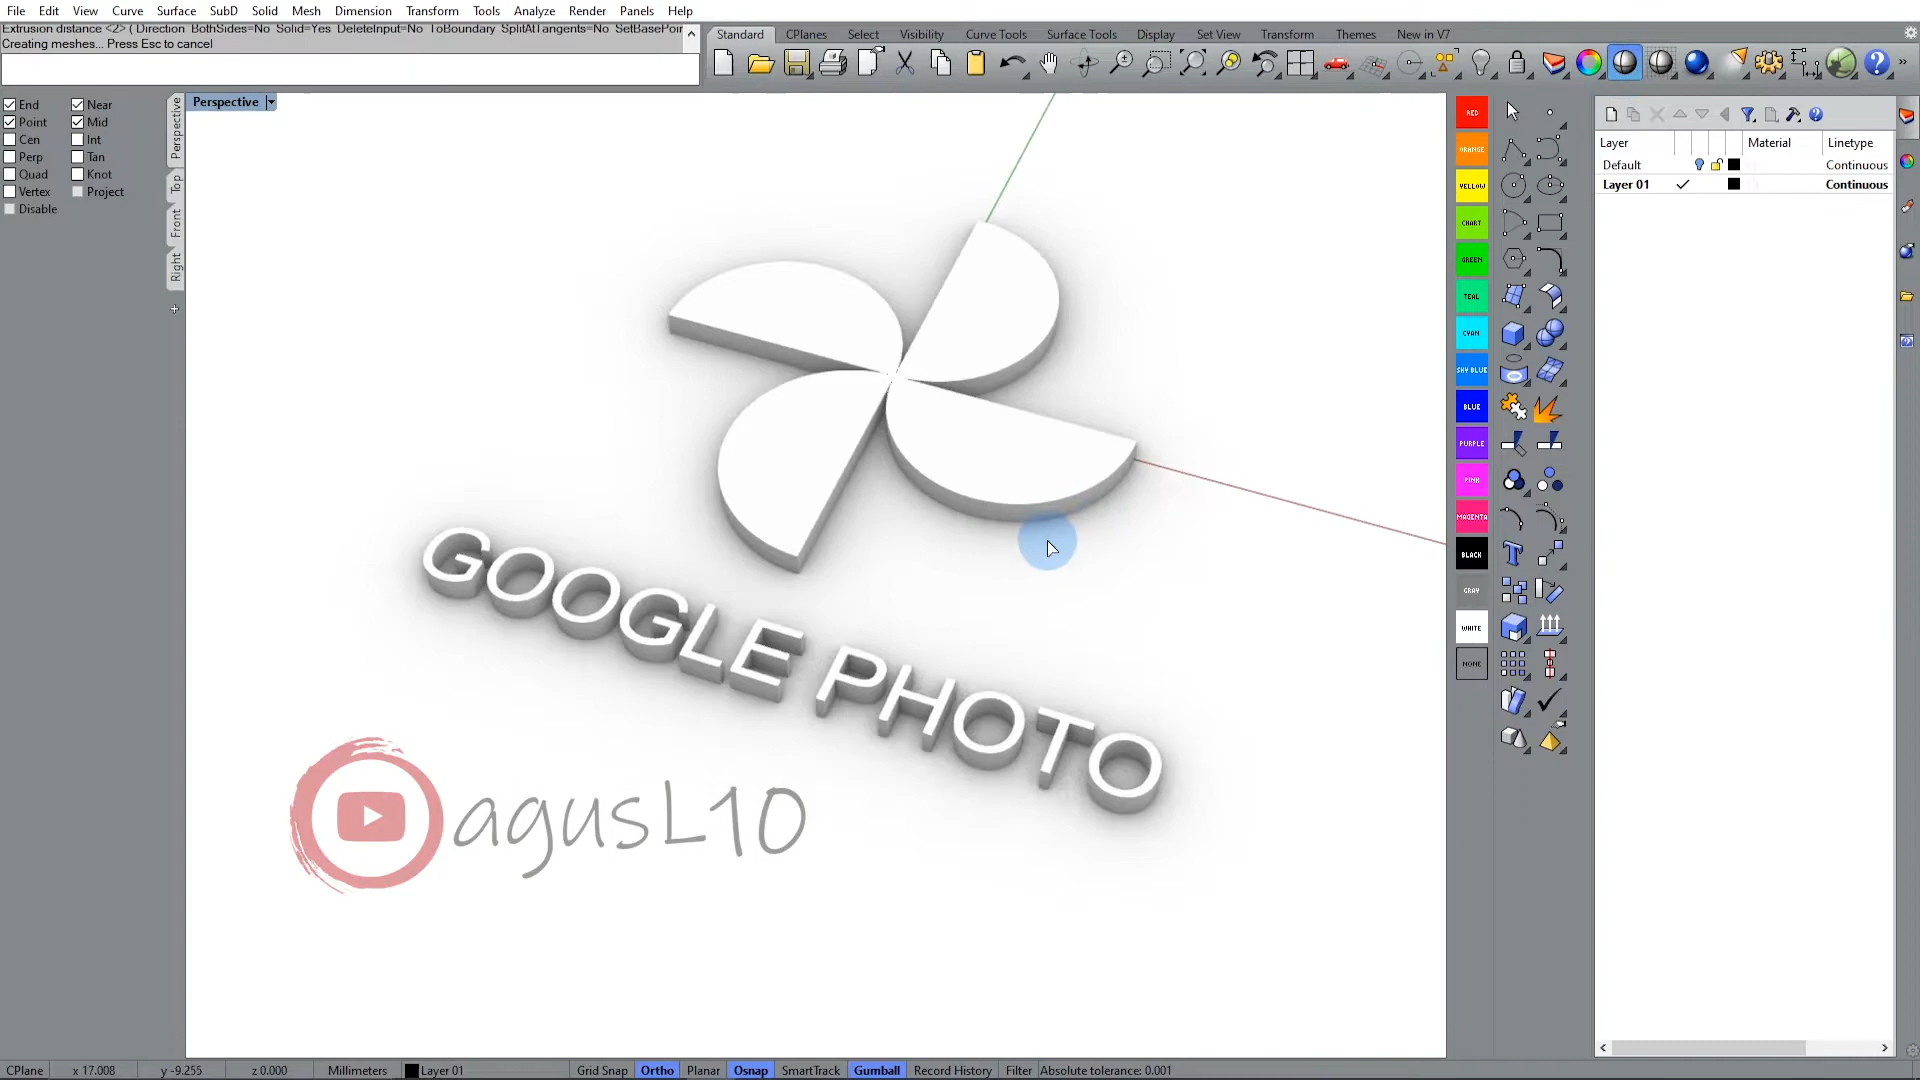 File Edit View Curve Surface SubD Solid Mesh Dimension Transform Tools Analyze Render Panels Help
Extrusion distance <2> ( Direction BothSides=No Solid=Yes DeleteInput=No ToBoundary SplitAtTangents=No SetBasePoin
Creating meshes... Press Esc to cancel
Standard CPlanes Select Visibility Curve Tools Surface Tools Display Set View Transform Themes New in V7
End Near
Point Mid
Cen Int
Perp Tan
Quad Knot
Vertex Project
Disable
Perspective
Top
Front
Right
Perspective
GOOGLE PHOTO
agusL10
RED
ORANGE
YELLOW
CHART
GREEN
TEAL
CYAN
SKY BLUE
BLUE
PURPLE
PINK
MAGENTA
BLACK
GRAY
WHITE
NONE
Layer Material Linetype
Default Continuous
Layer 01 Continuous
CPlane x 17.008 y -9.255 z 0.000 Millimeters Layer 01 Grid Snap Ortho Planar Osnap SmartTrack Gumball Record History Filter Absolute tolerance: 0.001